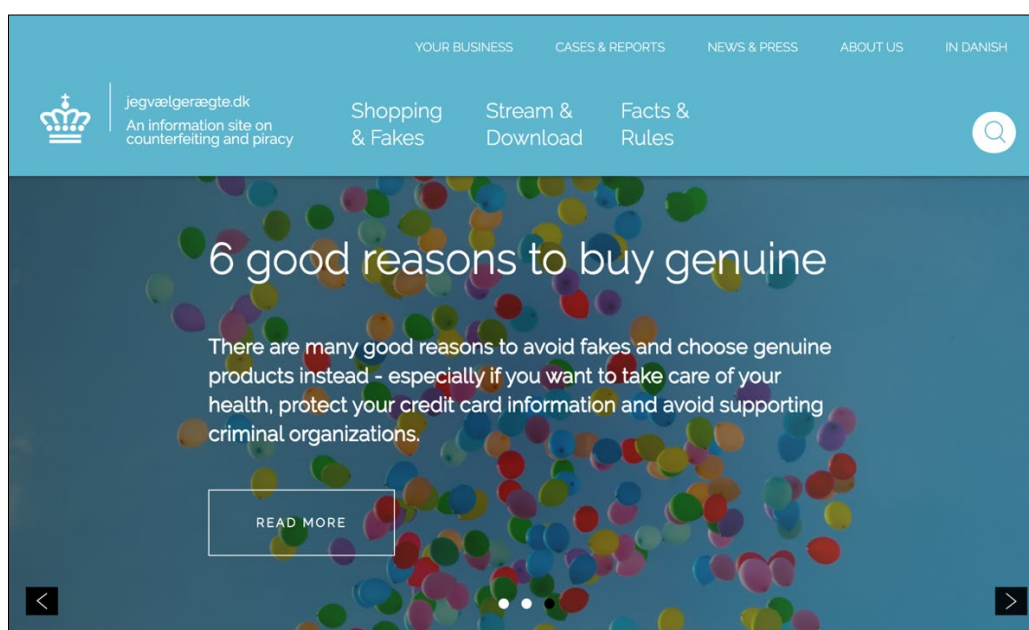 YOUR BUSINESS CASES & REPORTS NEWS & PRESS ABOUT US IN DANISH
jegvælgerægte.dk
An information site on
counterfeiting and piracy
Shopping
& Fakes
Stream &
Download
Facts &
Rules
6 good reasons to buy genuine
There are many good reasons to avoid fakes and choose genuine
products instead - especially if you want to take care of your
health, protect your credit card information and avoid supporting
criminal organizations.
READ MORE